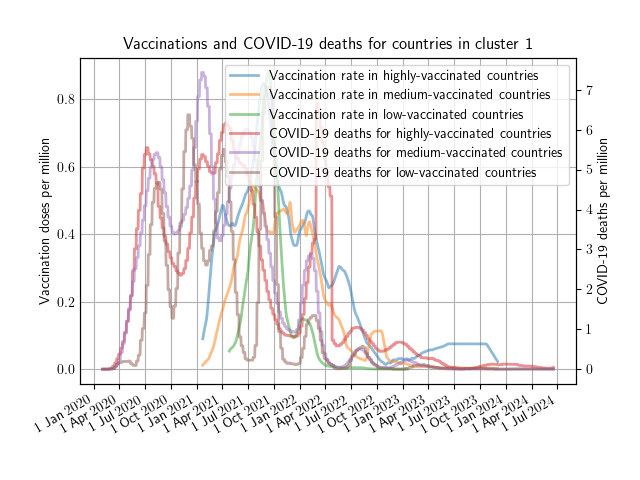 Vaccinations and COVID-19 deaths for countries in cluster 1
Vaccination rate in highly-vaccinated countries
Vaccination rate in medium-vaccinated countries
Vaccination rate in low-vaccinated countries
COVID-19 deaths for highly-vaccinated countries
COVID-19 deaths for medium-vaccinated countries
COVID-19 deaths for low-vaccinated countries
Vaccination doses per million
0.8
0.6
0.4
0.2
0.0
COVID-19 deaths per million
7
6
5
4
3
2
1
0
1 Jan 2020
1 Apr 2020
1 Jul 2020
1 Oct 2020
1 Jan 2021
1 Apr 2021
1 Jul 2021
1 Oct 2021
1 Jan 2022
1 Apr 2022
1 Jul 2022
1 Oct 2022
1 Jan 2023
1 Apr 2023
1 Jul 2023
1 Oct 2023
1 Jan 2024
1 Apr 2024
1 Jul 2024